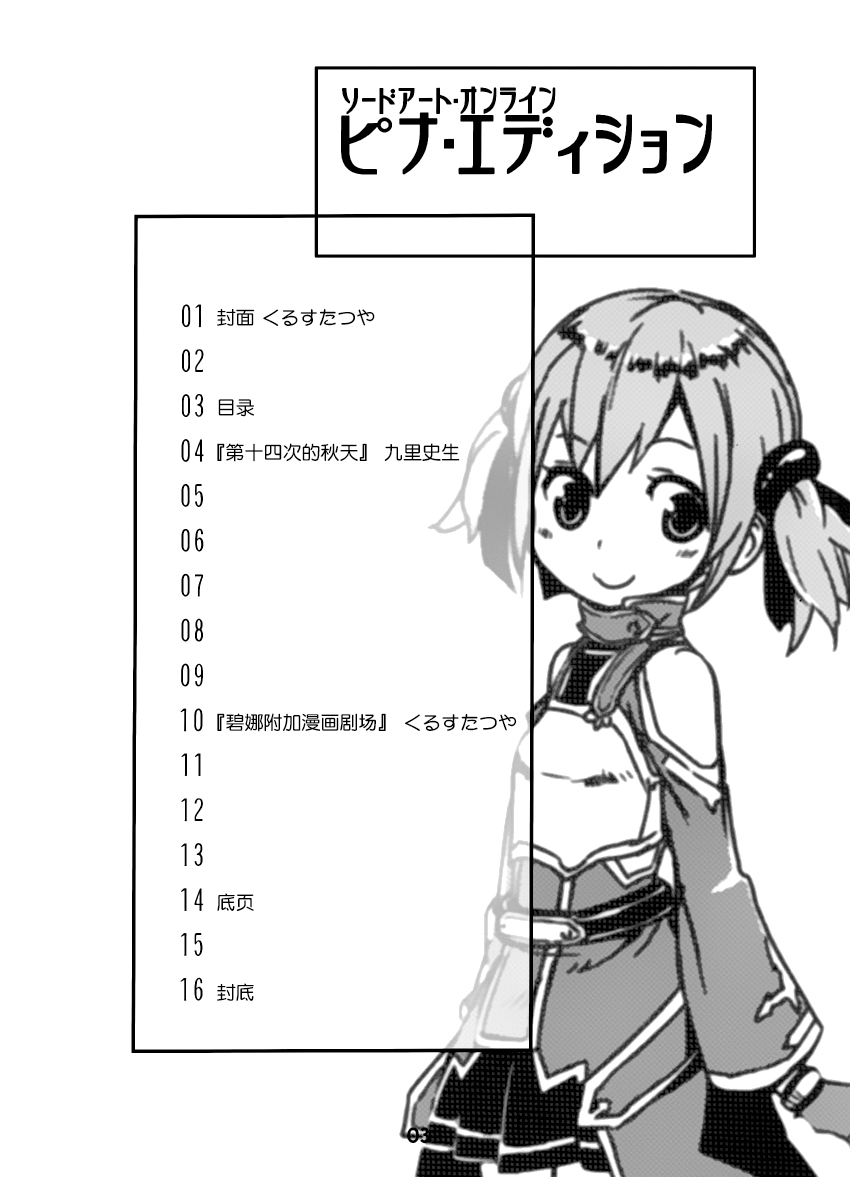 ソードアート・オンライン
ピナ・エディション
01 封面 くるすたつや
02
03 目录
04 『第十四次的秋天』 九里史生
05
06
07
08
09
10 『碧娜附加漫画剧场』 くるすたつや
11
12
13
14 底页
15
16 封底
03